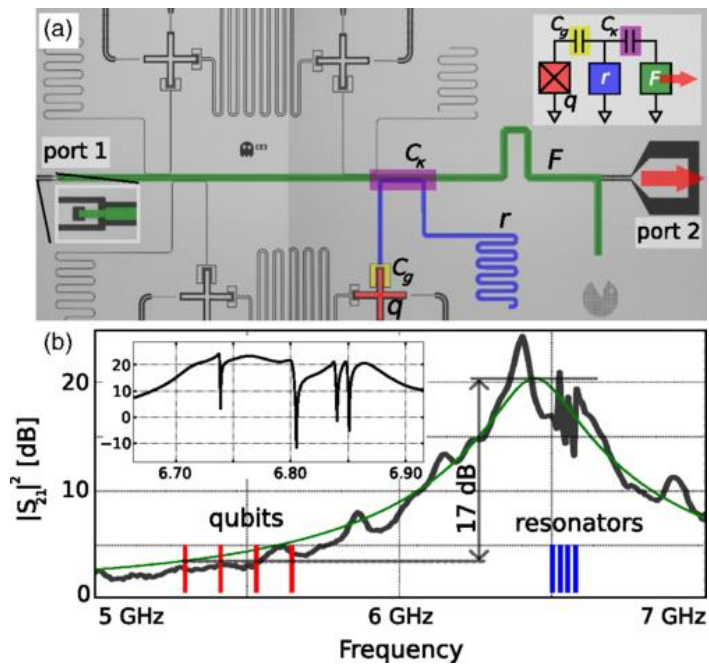 (a)
C_g
C_κ
q
r
F
port 1
C_κ
F
r
C_g
q
port 2
(b)
|S_21|² [dB]
20
10
0
20
10
0
−10
6.70
6.80
6.90
17 dB
qubits
resonators
5 GHz
6 GHz
7 GHz
Frequency